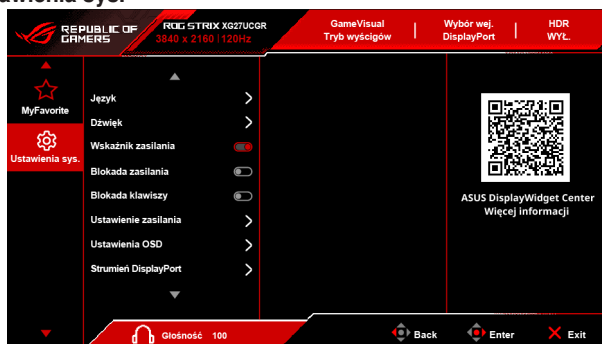 REPUBLIC OF
GAMERS
ROG STRIX XG27UCGR
3840 x 2160 120Hz
GameVisual
Tryb wyścigów
Wybór wej.
DisplayPort
HDR
WYŁ.
MyFavorite
Ustawienia sys.
Język
Dźwięk
Wskaźnik zasilania
Blokada zasilania
Blokada klawiszy
Ustawienie zasilania
Ustawienia OSD
Strumień DisplayPort
ASUS DisplayWidget Center
Więcej informacji
Głośność 100
Back
Enter
Exit